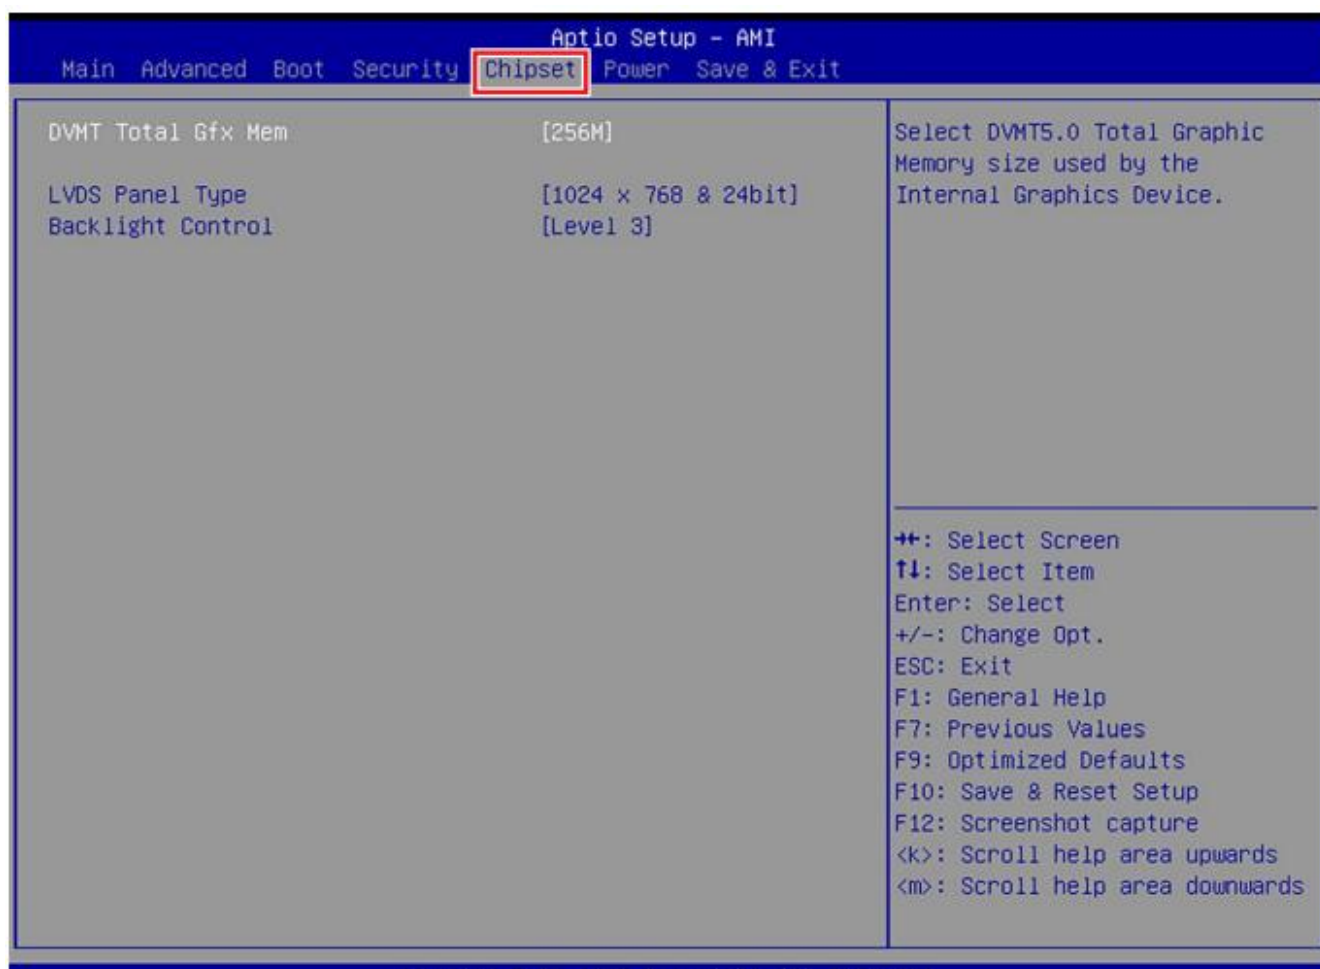 Aptio Setup - AMI
Main Advanced Boot Security Chipset Power Save & Exit
DVMT Total Gfx Mem [256M]
LVDS Panel Type [1024 x 768 & 24bit]
Backlight Control [Level 3]
Select DVMT5.0 Total Graphic
Memory size used by the
Internal Graphics Device.
→←: Select Screen
↑↓: Select Item
Enter: Select
+/-: Change Opt.
ESC: Exit
F1: General Help
F7: Previous Values
F9: Optimized Defaults
F10: Save & Reset Setup
F12: Screenshot capture
<k>: Scroll help area upwards
<m>: Scroll help area downwards